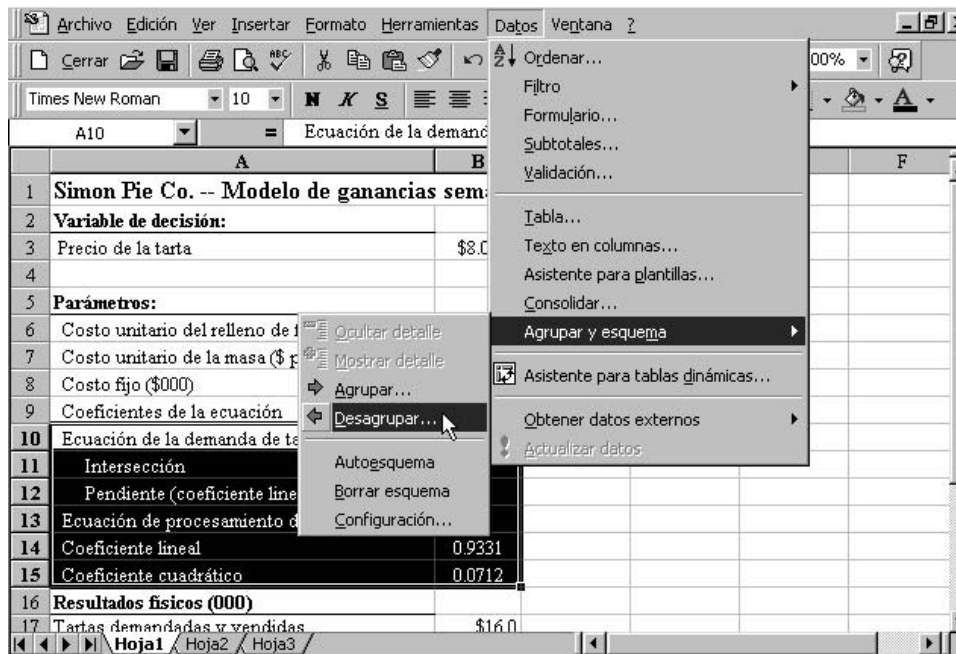 Archivo Edición Ver Insertar Formato Herramientas Datos Ventana ?
Cerrar ABC 00%
Times New Roman 10 N K S A
A10 = Ecuación de la demand
A B F
1 Simon Pie Co. -- Modelo de ganancias sem
2 Variable de decisión:
3 Precio de la tarta $8.0
4
5 Parámetros:
6 Costo unitario del relleno de
7 Costo unitario de la masa ($ p
8 Costo fijo ($000)
9 Coeficientes de la ecuación
10 Ecuación de la demanda de ta
11 Intersección
12 Pendiente (coeficiente line
13 Ecuación de procesamiento d
14 Coeficiente lineal 0.9331
15 Coeficiente cuadrático 0.0712
16 Resultados fisicos (000)
17 Tartas demandadas y vendidas $16.0
Hoja1 Hoja2 Hoja3
Ordenar...
Filtro
Formulario...
Subtotales...
Validación...
Tabla...
Texto en columnas...
Asistente para plantillas...
Consolidar...
Agrupar y esquema
Asistente para tablas dinámicas...
Obtener datos externos
Actualizar datos
Ocultar detalle
Mostrar detalle
Agrupar...
Desagrupar...
Autoesquema
Borrar esquema
Configuración...